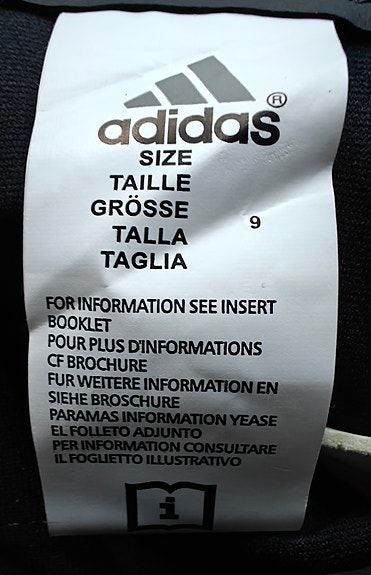 adidas®
SIZE
TAILLE
GRÖSSE
TALLA
TAGLIA
9
FOR INFORMATION SEE INSERT
BOOKLET
POUR PLUS D'INFORMATIONS
CF BROCHURE
FUR WEITERE INFORMATION EN
SIEHE BROSCHURE
PARAMAS INFORMATION YEASE
EL FOLLETO ADJUNTO
PER INFORMATION CONSULTARE
IL FOGLIETTO ILLUSTRATIVO
i